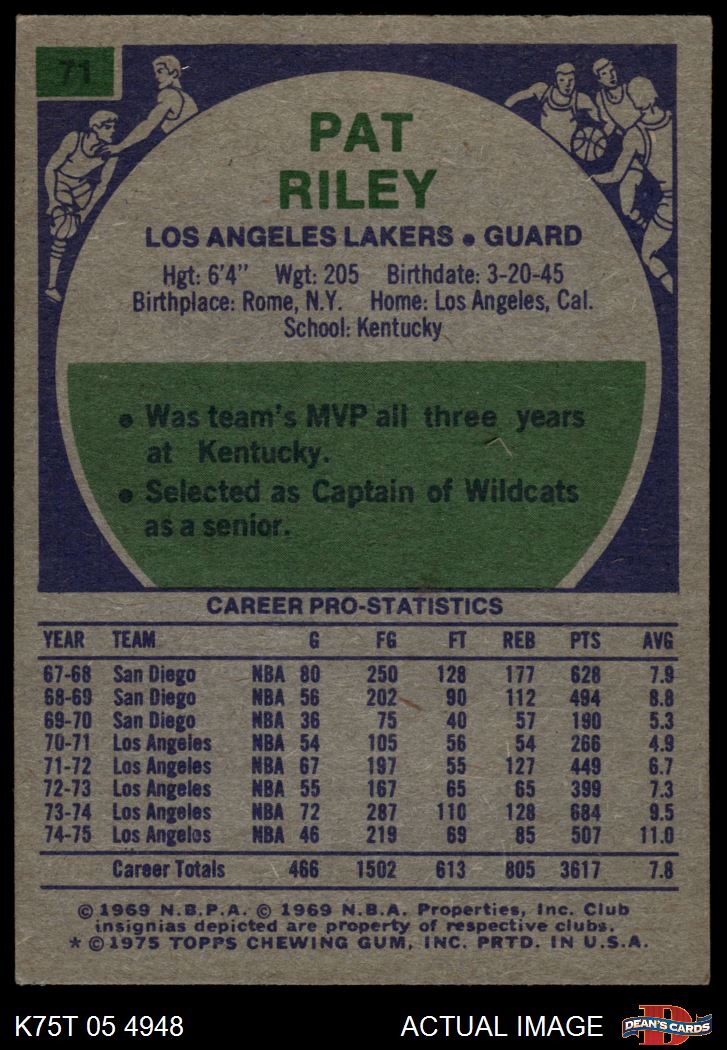 71
PAT
RILEY
LOS ANGELES LAKERS • GUARD
Hgt: 6'4" Wgt: 205 Birthdate: 3-20-45
Birthplace: Rome, N.Y. Home: Los Angeles, Cal.
School: Kentucky
• Was team's MVP all three years
at Kentucky.
• Selected as Captain of Wildcats
as a senior.
CAREER PRO-STATISTICS
YEAR TEAM G FG FT REB PTS AVG
67-68 San Diego NBA 80 250 128 177 628 7.9
68-69 San Diego NBA 56 202 90 112 494 8.8
69-70 San Diego NBA 36 75 40 57 190 5.3
70-71 Los Angeles NBA 54 105 56 54 266 4.9
71-72 Los Angeles NBA 67 197 55 127 449 6.7
72-73 Los Angeles NBA 55 167 65 65 399 7.3
73-74 Los Angeles NBA 72 287 110 128 684 9.5
74-75 Los Angeles NBA 46 219 69 85 507 11.0
Career Totals 466 1502 613 805 3617 7.8
© 1969 N.B.P.A. © 1969 N.B.A. Properties, Inc. Club
insignias depicted are property of respective clubs.
* © 1975 TOPPS CHEWING GUM, INC. PRTD. IN U.S.A.
K75T 05 4948 ACTUAL IMAGE D DEAN'S CARDS